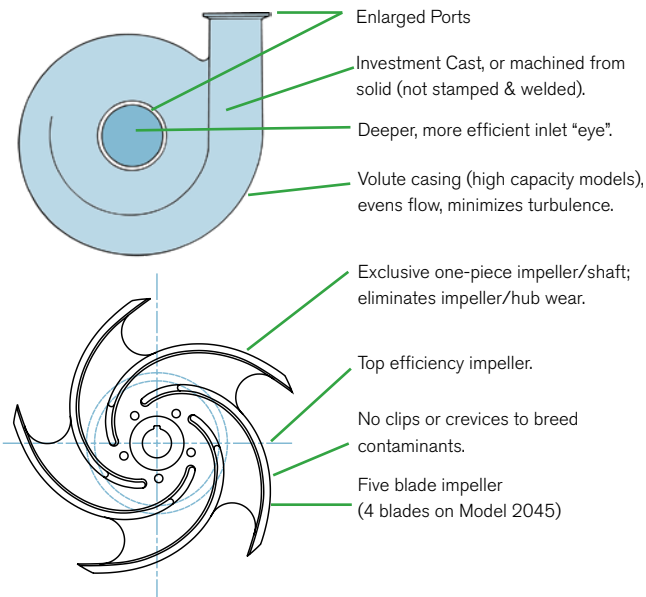 Enlarged Ports
Investment Cast, or machined from
solid (not stamped & welded).
Deeper, more efficient inlet “eye”.
Volute casing (high capacity models),
evens flow, minimizes turbulence.
Exclusive one-piece impeller/shaft;
eliminates impeller/hub wear.
Top efficiency impeller.
No clips or crevices to breed
contaminants.
Five blade impeller
(4 blades on Model 2045)